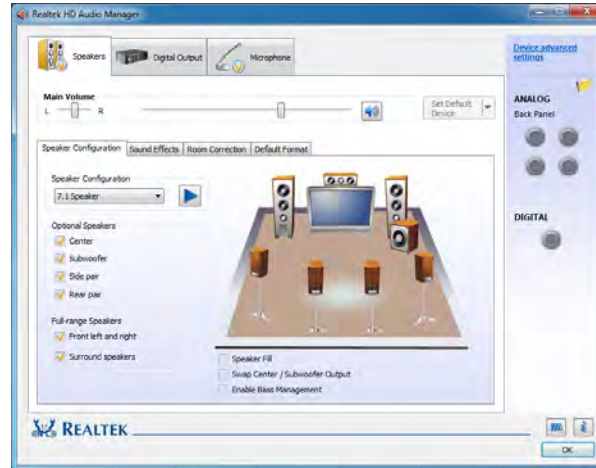 Realtek HD Audio Manager
Speakers
Digital Output
Microphone
Device advanced
settings
Main Volume
L
R
Set Default
Device
ANALOG
Back Panel
Speaker Configuration
Sound Effects
Room Correction
Default Format
Speaker Configuration
7.1 Speaker
Optional Speakers
Center
Subwoofer
Side pair
Rear pair
DIGITAL
Full-range Speakers
Front left and right
Surround speakers
Speaker Fill
Swap Center / Subwoofer Output
Enable Bass Management
REALTEK
OK